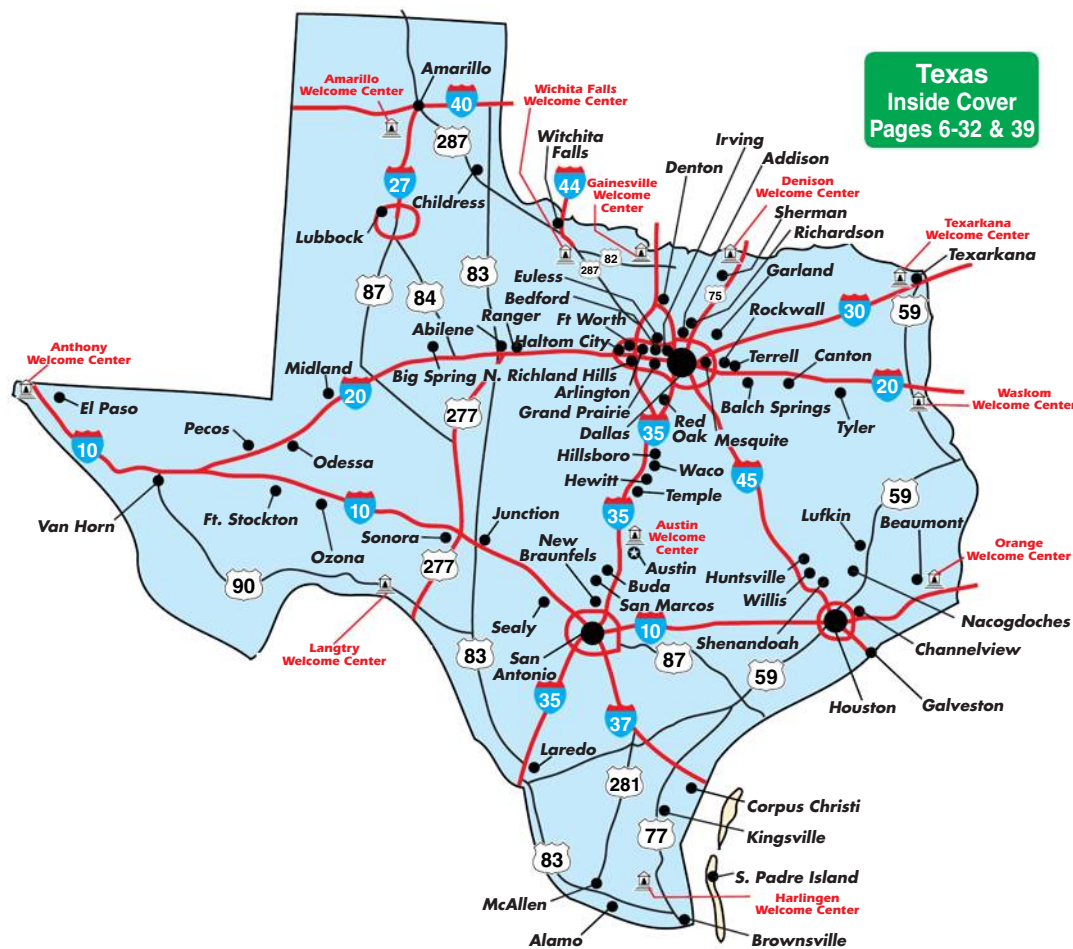 Texas
Inside Cover
Pages 6-32 & 39
Amarillo
Amarillo
Welcome Center
40
Wichita Falls
Welcome Center
287
Witchita
Falls
Irving
Addison
Denton
44
Gainesville
Welcome
Center
Denison
Welcome Center
27
Childress
Sherman
Richardson
Texarkana
Welcome Center
Texarkana
Lubbock
82
287
83
Euless
75
Garland
87
84
Bedford
Rockwall
30
59
Ranger
Abilene
Ft Worth
Haltom City
Terrell
Canton
Anthony
Welcome Center
Midland
Big Spring
N. Richland Hills
20
Arlington
Balch Springs
20
Waskom
Welcome Center
El Paso
Grand Prairie
277
Red
Oak
Tyler
Pecos
Dallas
35
Mesquite
10
Odessa
Hillsboro
Waco
45
Hewitt
59
Van Horn
Ft. Stockton
10
Temple
Lufkin
Beaumont
Junction
35
Ozona
Sonora
New
Braunfels
Austin
Welcome
Center
Austin
Orange
Welcome Center
277
Huntsville
90
Buda
Willis
San Marcos
Sealy
10
Nacogdoches
Langtry
Welcome Center
Shenandoah
Channelview
83
San
Antonio
87
59
35
Houston
Galveston
37
Laredo
281
Corpus Christi
77
Kingsville
83
S. Padre Island
McAllen
Harlingen
Welcome Center
Alamo
Brownsville